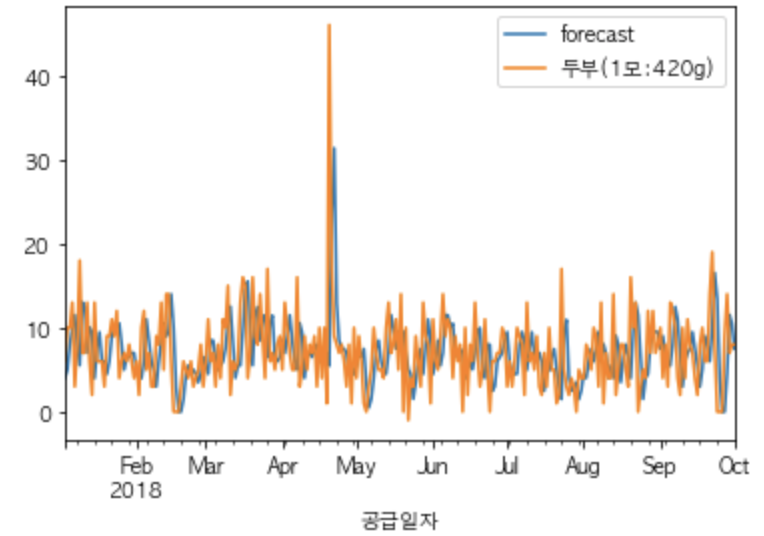 forecast
두부(1모:420g)
40
30
20
10
0
Feb
2018
Mar
Apr
May
Jun
Jul
Aug
Sep
Oct
공급일자